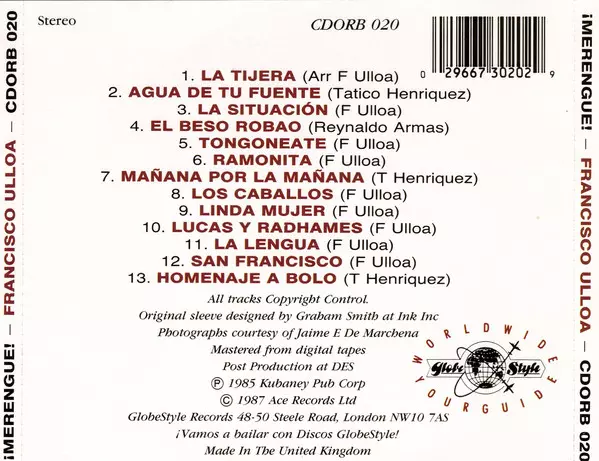 ¡MERENGUE! – FRANCISCO ULLOA – CDORB 020
Stereo
CDORB 020
0 29667 30202 9
1. LA TIJERA (Arr F Ulloa)
2. AGUA DE TU FUENTE (Tatico Henriquez)
3. LA SITUACIÓN (F Ulloa)
4. EL BESO ROBAO (Reynaldo Armas)
5. TONGONEATE (F Ulloa)
6. RAMONITA (F Ulloa)
7. MAÑANA POR LA MAÑANA (T Henriquez)
8. LOS CABALLOS (F Ulloa)
9. LINDA MUJER (F Ulloa)
10. LUCAS Y RADHAMES (F Ulloa)
11. LA LENGUA (F Ulloa)
12. SAN FRANCISCO (F Ulloa)
13. HOMENAJE A BOLO (T Henriquez)
All tracks Copyright Control.
Original sleeve designed by Graham Smith at Ink Inc
Photographs courtesy of Jaime E De Marchena
Mastered from digital tapes
Post Production at DES
℗ 1985 Kubaney Pub Corp
© 1987 Ace Records Ltd
GlobeStyle Records 48-50 Steele Road, London NW10 7AS
¡Vamos a bailar con Discos GlobeStyle!
Made In The United Kingdom
WORLDWIDE
Globe Style
YOUR GUIDE
¡MERENGUE! – FRANCISCO ULLOA – CDORB 020